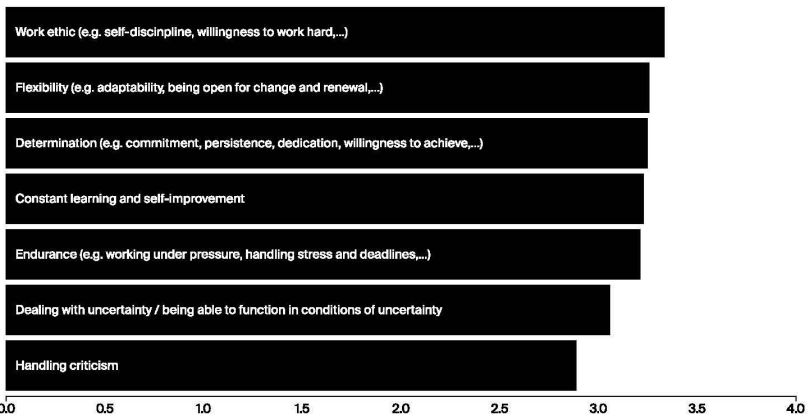 Work ethic (e.g. self-discinpline, willingness to work hard,...)
Flexibility (e.g. adaptability, being open for change and renewal,...)
Determination (e.g. commitment, persistence, dedication, willingness to achieve,...)
Constant learning and self-improvement
Endurance (e.g. working under pressure, handling stress and deadlines,...)
Dealing with uncertainty / being able to function in conditions of uncertainty
Handling criticism
0.0 0.5 1.0 1.5 2.0 2.5 3.0 3.5 4.0